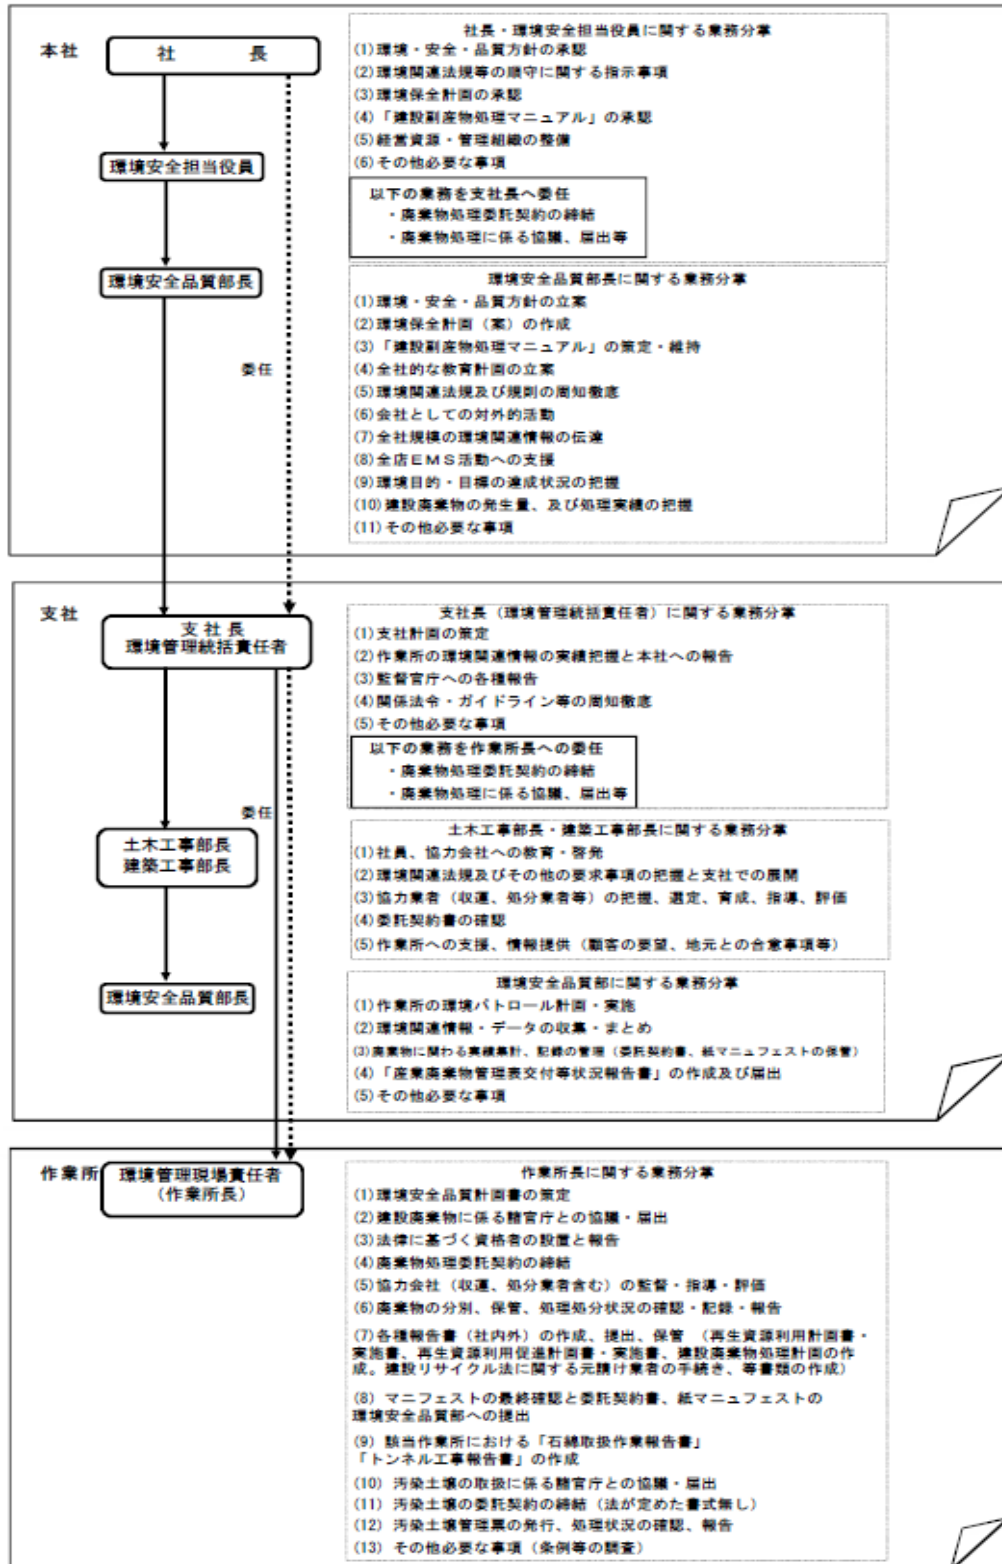 本社
社　長
環境安全担当役員
環境安全品質部長
委任
社長・環境安全担当役員に関する業務分掌
(1)環境・安全・品質方針の承認
(2)環境関連法規等の順守に関する指示事項
(3)環境保全計画の承認
(4)「建設副産物処理マニュアル」の承認
(5)経営資源・管理組織の整備
(6)その他必要な事項
以下の業務を支社長へ委任
・廃棄物処理委託契約の締結
・廃棄物処理に係る協議、届出等
環境安全品質部長に関する業務分掌
(1)環境・安全・品質方針の立案
(2)環境保全計画（案）の作成
(3)「建設副産物処理マニュアル」の策定・維持
(4)全社的な教育計画の立案
(5)環境関連法規及び規則の周知徹底
(6)会社としての対外的活動
(7)全社規模の環境関連情報の伝達
(8)全店ＥＭＳ活動への支援
(9)環境目的・目標の達成状況の把握
(10)建設廃棄物の発生量、及び処理実績の把握
(11)その他必要な事項
支社
支社長
環境管理統括責任者
委任
土木工事部長
建築工事部長
環境安全品質部長
支社長（環境管理統括責任者）に関する業務分掌
(1)支社計画の策定
(2)作業所の環境関連情報の実績把握と本社への報告
(3)監督官庁への各種報告
(4)関係法令・ガイドライン等の周知徹底
(5)その他必要な事項
以下の業務を作業所長への委任
・廃棄物処理委託契約の締結
・廃棄物処理に係る協議、届出等
土木工事部長・建築工事部長に関する業務分掌
(1)社員、協力会社への教育・啓発
(2)環境関連法規及びその他の要求事項の把握と支社での展開
(3)協力業者（収運、処分業者等）の把握、選定、育成、指導、評価
(4)委託契約書の確認
(5)作業所への支援、情報提供（顧客の要望、地元との合意事項等）
環境安全品質部に関する業務分掌
(1)作業所の環境パトロール計画・実施
(2)環境関連情報・データの収集・まとめ
(3)廃棄物に関わる実績集計、記録の管理（委託契約書、紙マニュフェストの保管）
(4)「産業廃棄物管理表交付等状況報告書」の作成及び届出
(5)その他必要な事項
作業所
環境管理現場責任者
（作業所長）
作業所長に関する業務分掌
(1)環境安全品質計画書の策定
(2)建設廃棄物に係る諸官庁との協議・届出
(3)法律に基づく資格者の設置と報告
(4)廃棄物処理委託契約の締結
(5)協力会社（収運、処分業者含む）の監督・指導・評価
(6)廃棄物の分別、保管、処理処分状況の確認・記録・報告
(7)各種報告書（社内外）の作成、提出、保管　（再生資源利用計画書・
実施書、再生資源利用促進計画書・実施書、建設廃棄物処理計画の作
成。建設リサイクル法に関する元請け業者の手続き、等書類の作成）
(8) マニフェストの最終確認と委託契約書、紙マニュフェストの
環境安全品質部への提出
(9) 該当作業所における「石綿取扱作業報告書」
「トンネル工事報告書」の作成
(10) 汚染土壌の取扱に係る諸官庁との協議・届出
(11) 汚染土壌の委託契約の締結（法が定めた書式無し）
(12) 汚染土壌管理票の発行、処理状況の確認、報告
(13) その他必要な事項（条例等の調査）